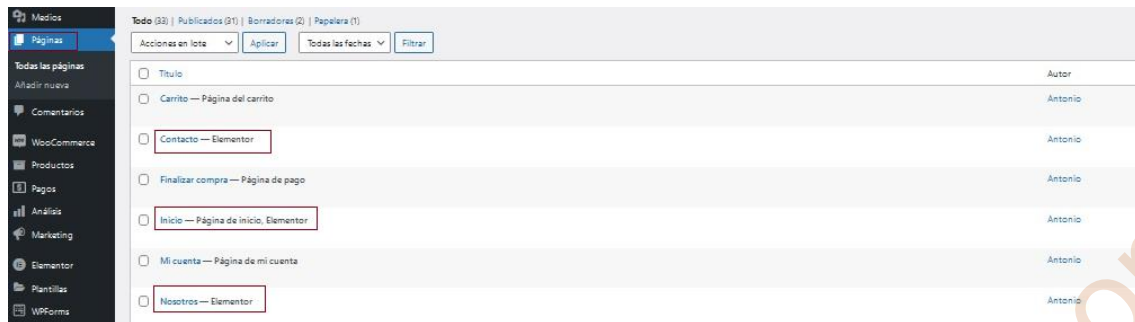 Medios
Páginas
Todas las páginas
Añadir nueva
Comentarios
WooCommerce
Productos
Pagos
Análisis
Marketing
Elementor
Plantillas
WPForms
Todo (33) | Publicados (31) | Borradores (2) | Papelera (1)
Acciones en lote Aplicar Todas las fechas Filtrar
Título Autor
Carrito — Página del carrito Antonio
Contacto — Elementor Antonio
Finalizar compra — Página de pago Antonio
Inicio — Página de inicio, Elementor Antonio
Mi cuenta — Página de mi cuenta Antonio
Nosotros — Elementor Antonio